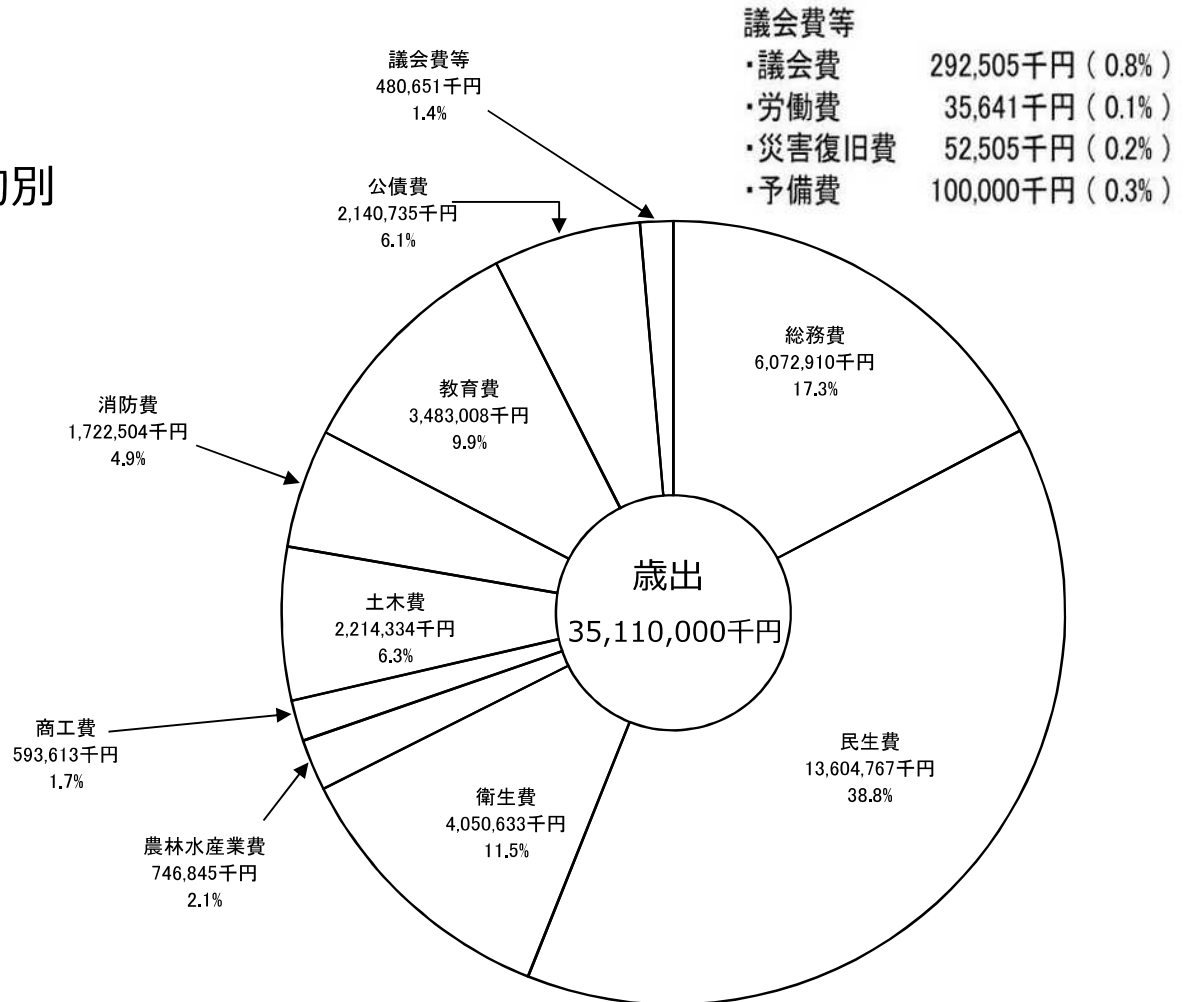 的別
議会費等
・議会費 292,505千円 ( 0.8% )
・労働費 35,641千円 ( 0.1% )
・災害復旧費 52,505千円 ( 0.2% )
・予備費 100,000千円 ( 0.3% )
議会費等
480,651千円
1.4%
公債費
2,140,735千円
6.1%
総務費
6,072,910千円
17.3%
教育費
3,483,008千円
9.9%
消防費
1,722,504千円
4.9%
歳出
35,110,000千円
土木費
2,214,334千円
6.3%
商工費
593,613千円
1.7%
民生費
13,604,767千円
38.8%
衛生費
4,050,633千円
11.5%
農林水産業費
746,845千円
2.1%